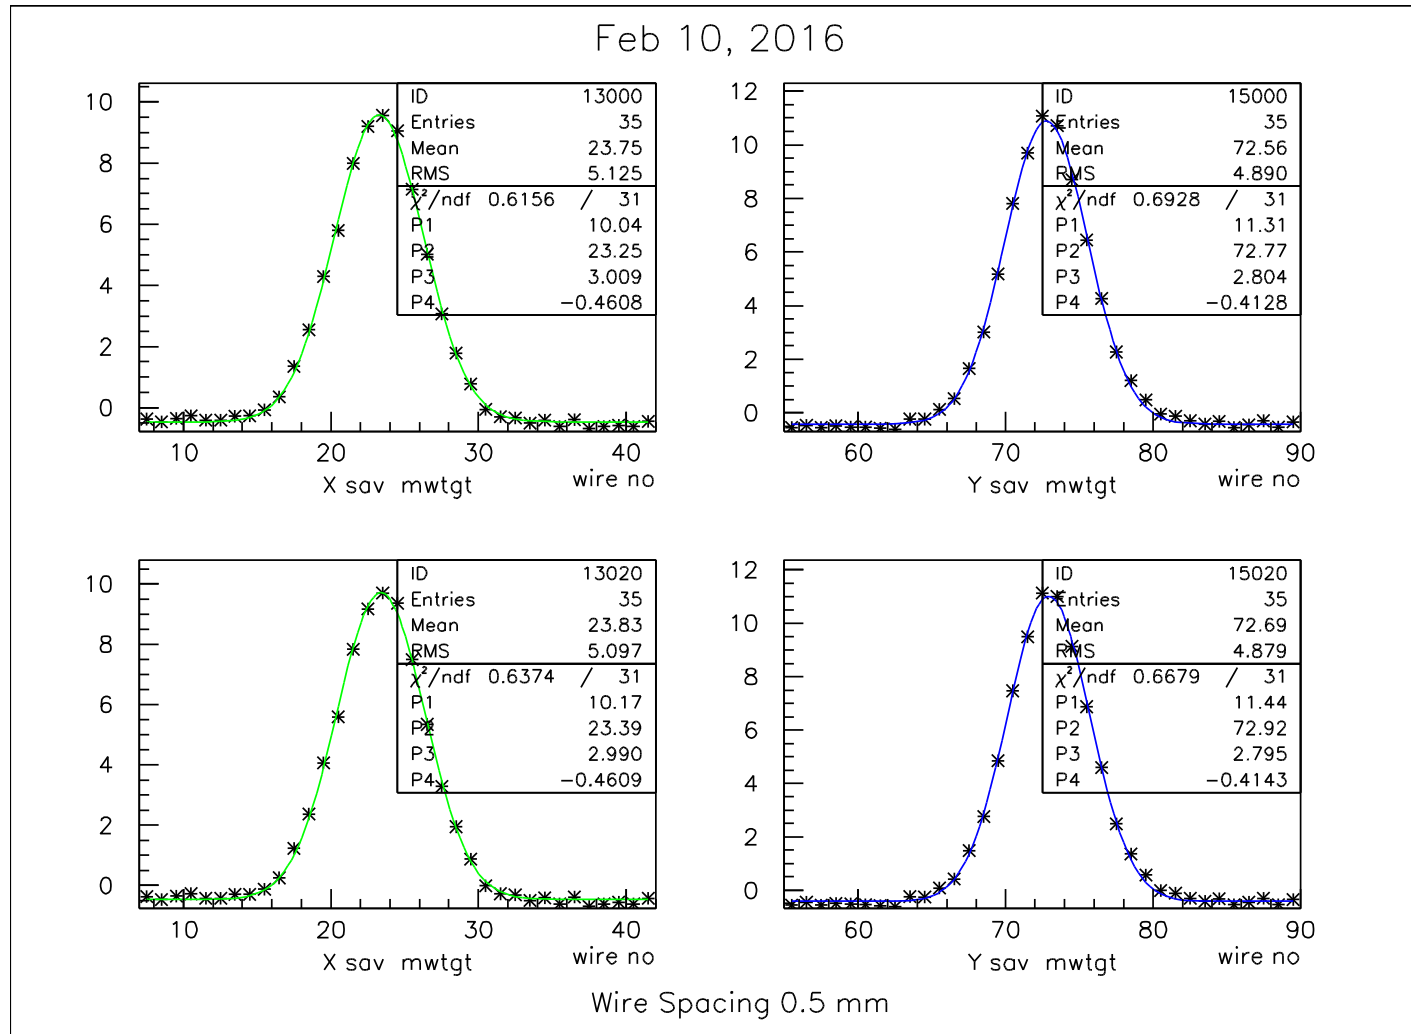 Feb 10, 2016
ID 13000
Entries 35
Mean 23.75
RMS 5.125
χ²/ndf 0.6156 / 31
P1 10.04
P2 23.25
P3 3.009
P4 −0.4608
10
8
6
4
2
0
10 20 30 40
X sav mwtgt
wire no
ID 15000
Entries 35
Mean 72.56
RMS 4.890
χ²/ndf 0.6928 / 31
P1 11.31
P2 72.77
P3 2.804
P4 −0.4128
12
10
8
6
4
2
0
60 70 80 90
Y sav mwtgt
wire no
ID 13020
Entries 35
Mean 23.83
RMS 5.097
χ²/ndf 0.6374 / 31
P1 10.17
P2 23.39
P3 2.990
P4 −0.4609
10
8
6
4
2
0
10 20 30 40
X sav mwtgt
wire no
ID 15020
Entries 35
Mean 72.69
RMS 4.879
χ²/ndf 0.6679 / 31
P1 11.44
P2 72.92
P3 2.795
P4 −0.4143
12
10
8
6
4
2
0
60 70 80 90
Y sav mwtgt
wire no
Wire Spacing 0.5 mm